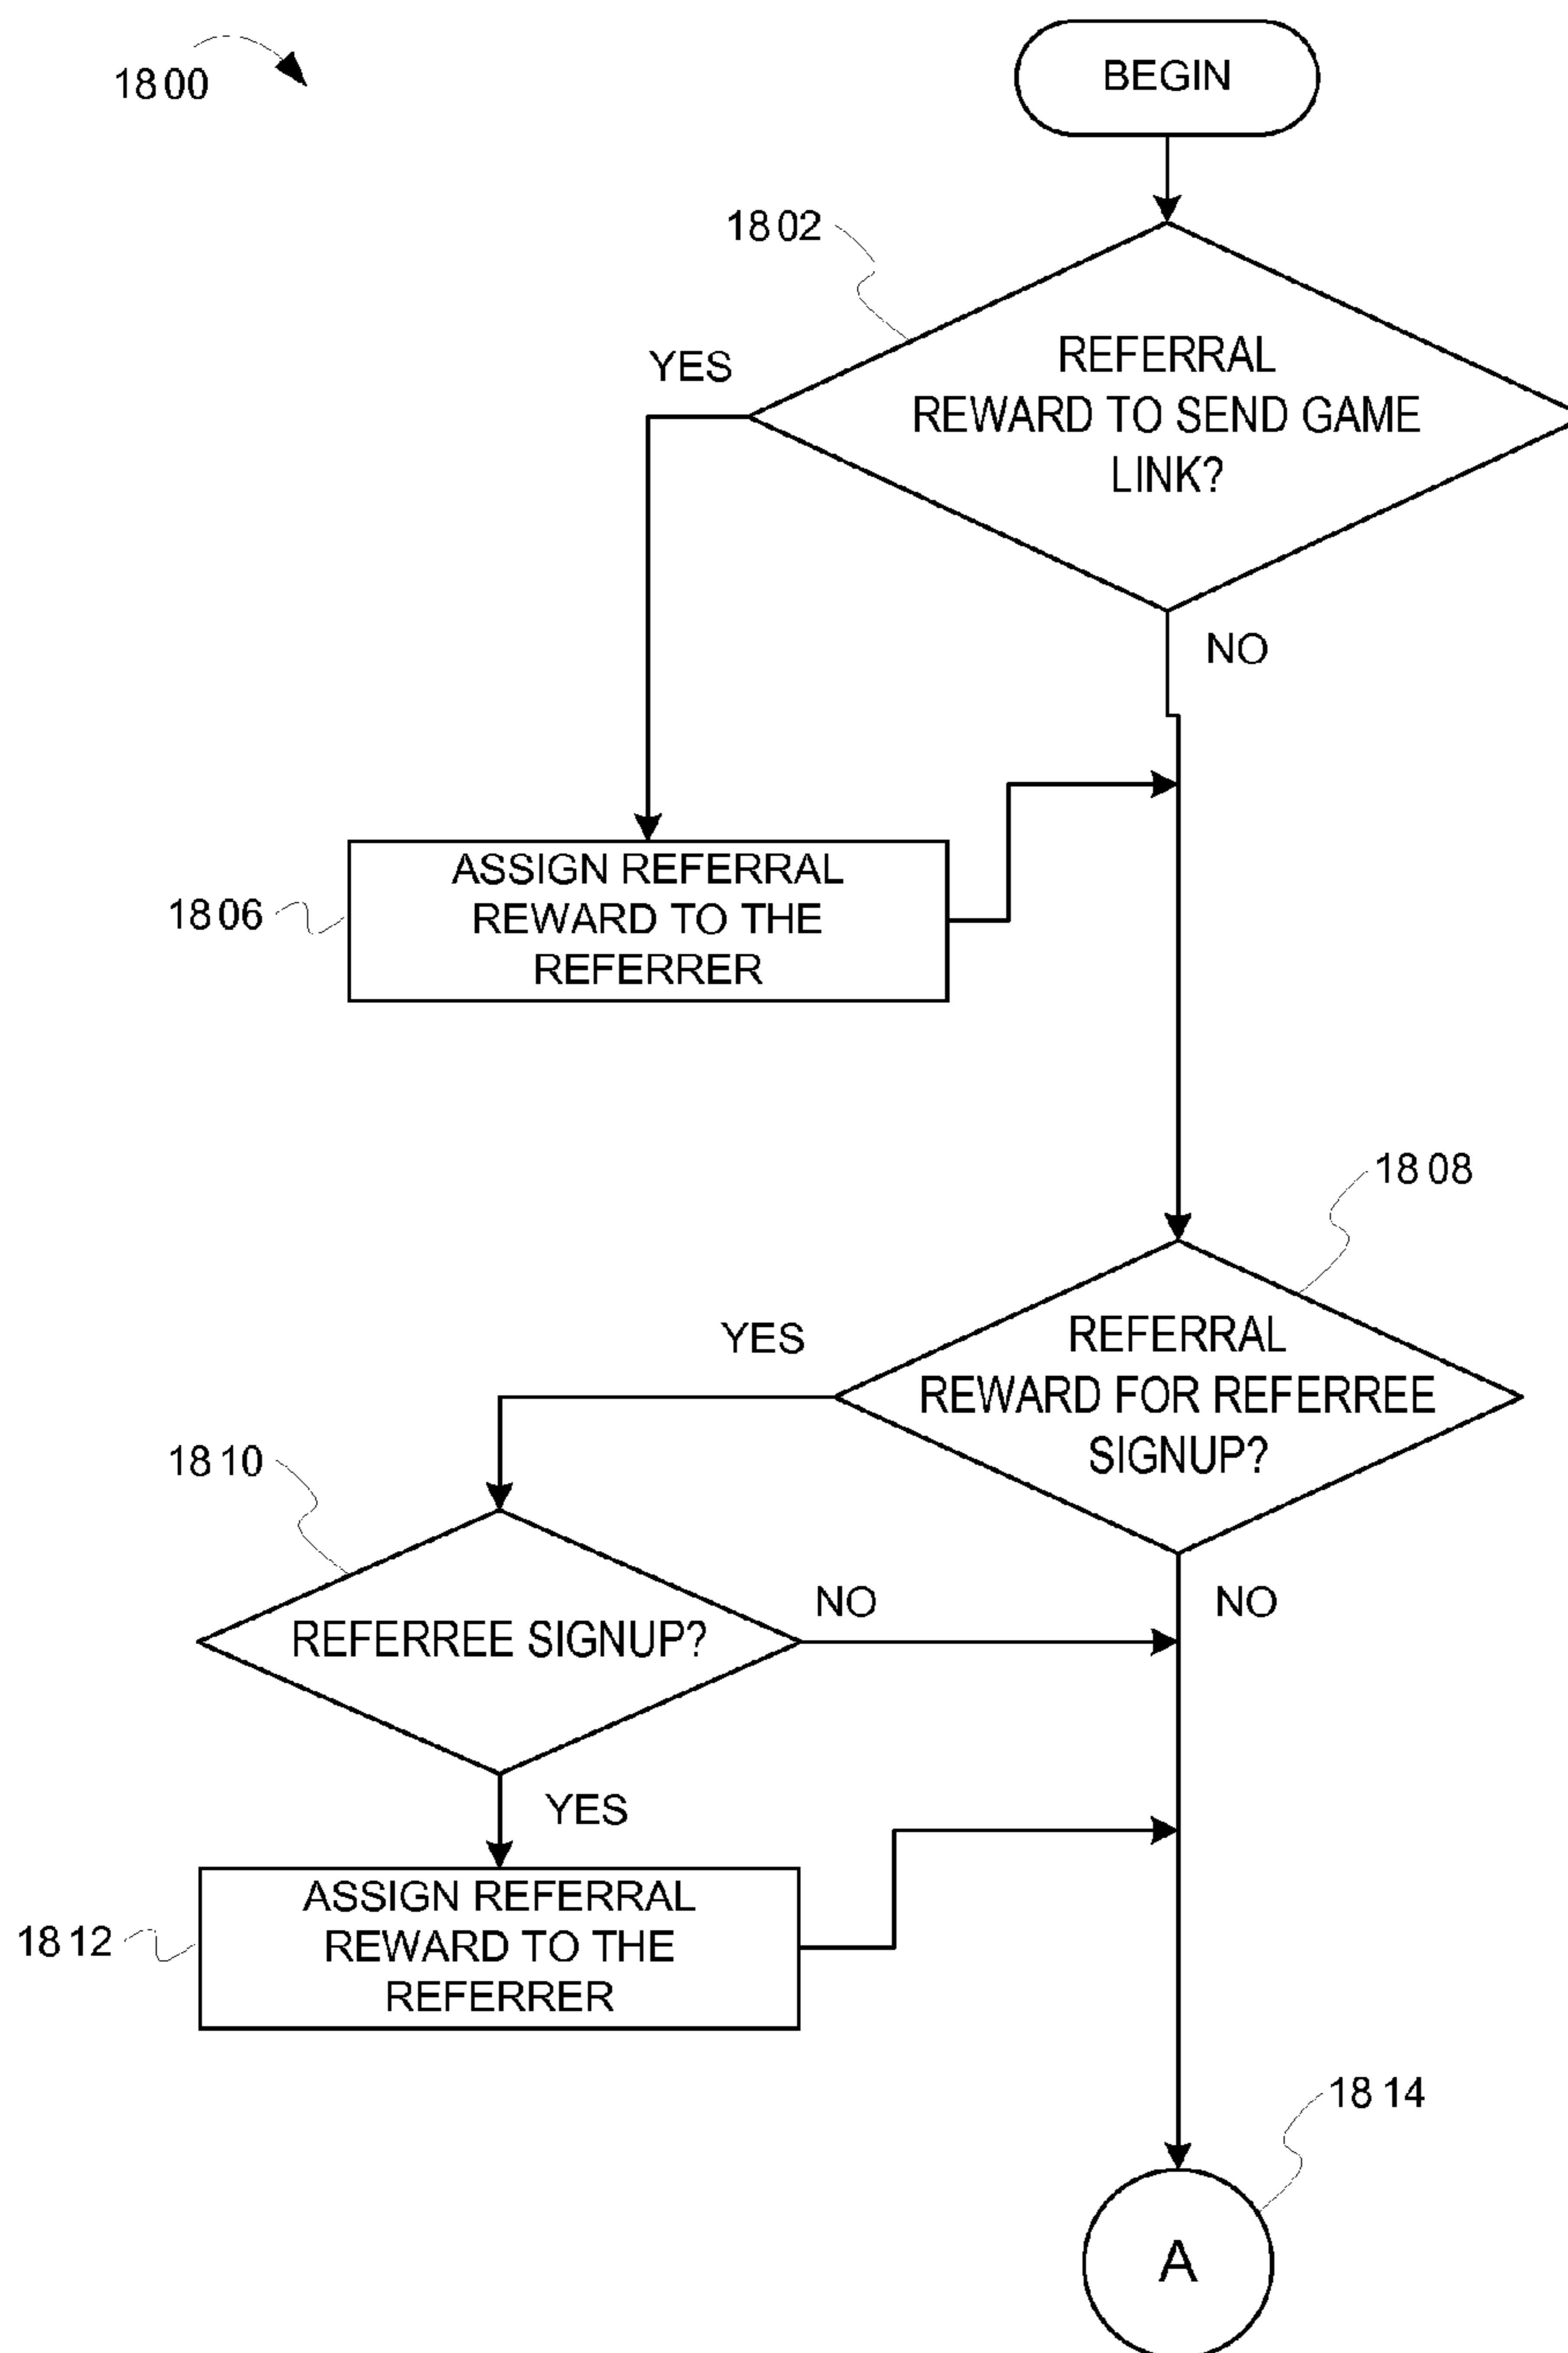 1800
BEGIN
1802
REFERRAL
REWARD TO SEND GAME
LINK?
YES
NO
ASSIGN REFERRAL
REWARD TO THE
REFERRER
1806
1808
REFERRAL
REWARD FOR REFERREE
SIGNUP?
YES
NO
1810
REFERREE SIGNUP?
NO
YES
ASSIGN REFERRAL
REWARD TO THE
REFERRER
1812
1814
A